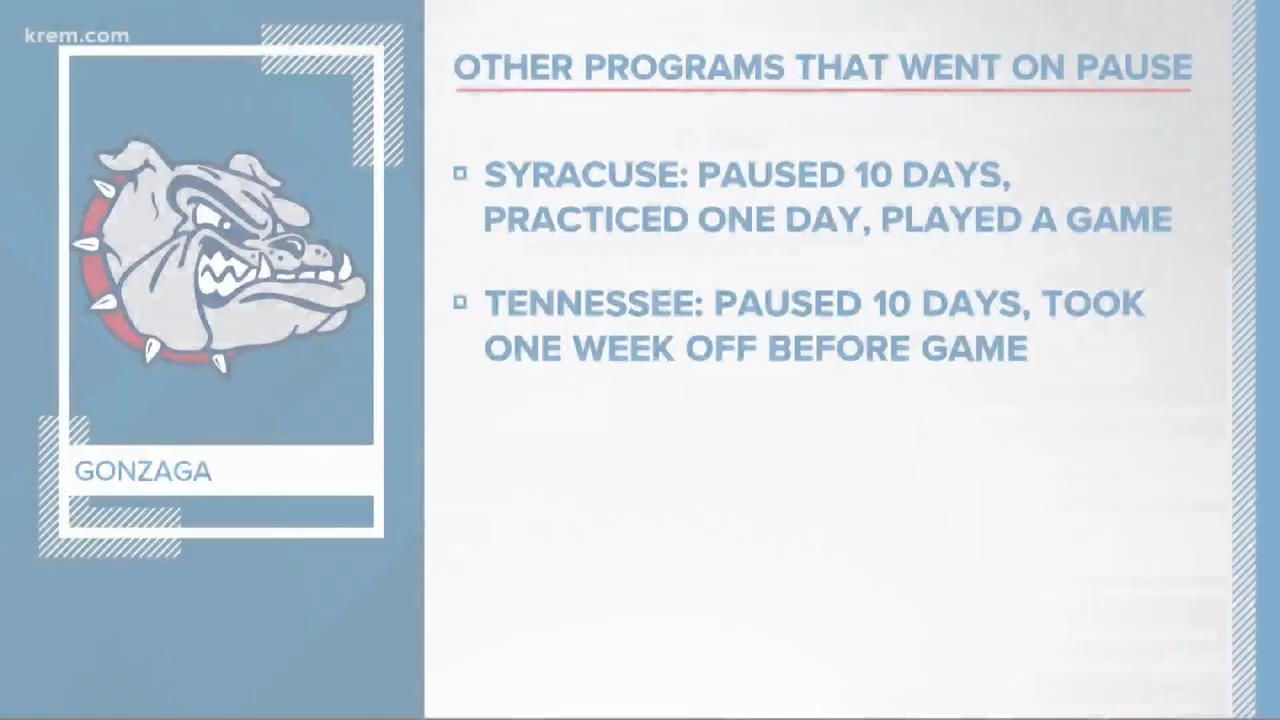 krem.com
OTHER PROGRAMS THAT WENT ON PAUSE
SYRACUSE: PAUSED 10 DAYS,
PRACTICED ONE DAY, PLAYED A GAME
TENNESSEE: PAUSED 10 DAYS, TOOK
ONE WEEK OFF BEFORE GAME
GONZAGA